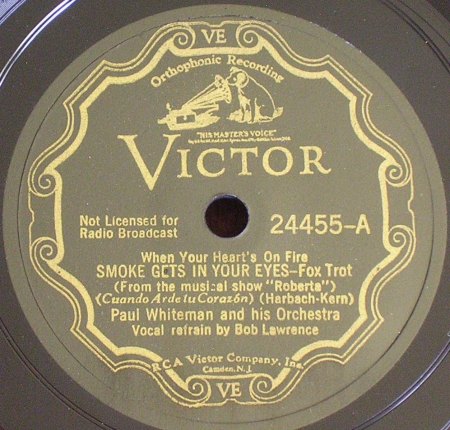 VE
Orthophonic Recording
"HIS MASTER'S VOICE"
VICTOR
Not Licensed for
Radio Broadcast
24455-A
When Your Heart's On Fire
SMOKE GETS IN YOUR EYES-Fox Trot
(From the musical show "Roberta")
(Cuando Arde tu Corazón) (Harbach-Kern)
Paul Whiteman and his Orchestra
Vocal refrain by Bob Lawrence
RCA Victor Company, Inc.
Camden, N.J.
VE